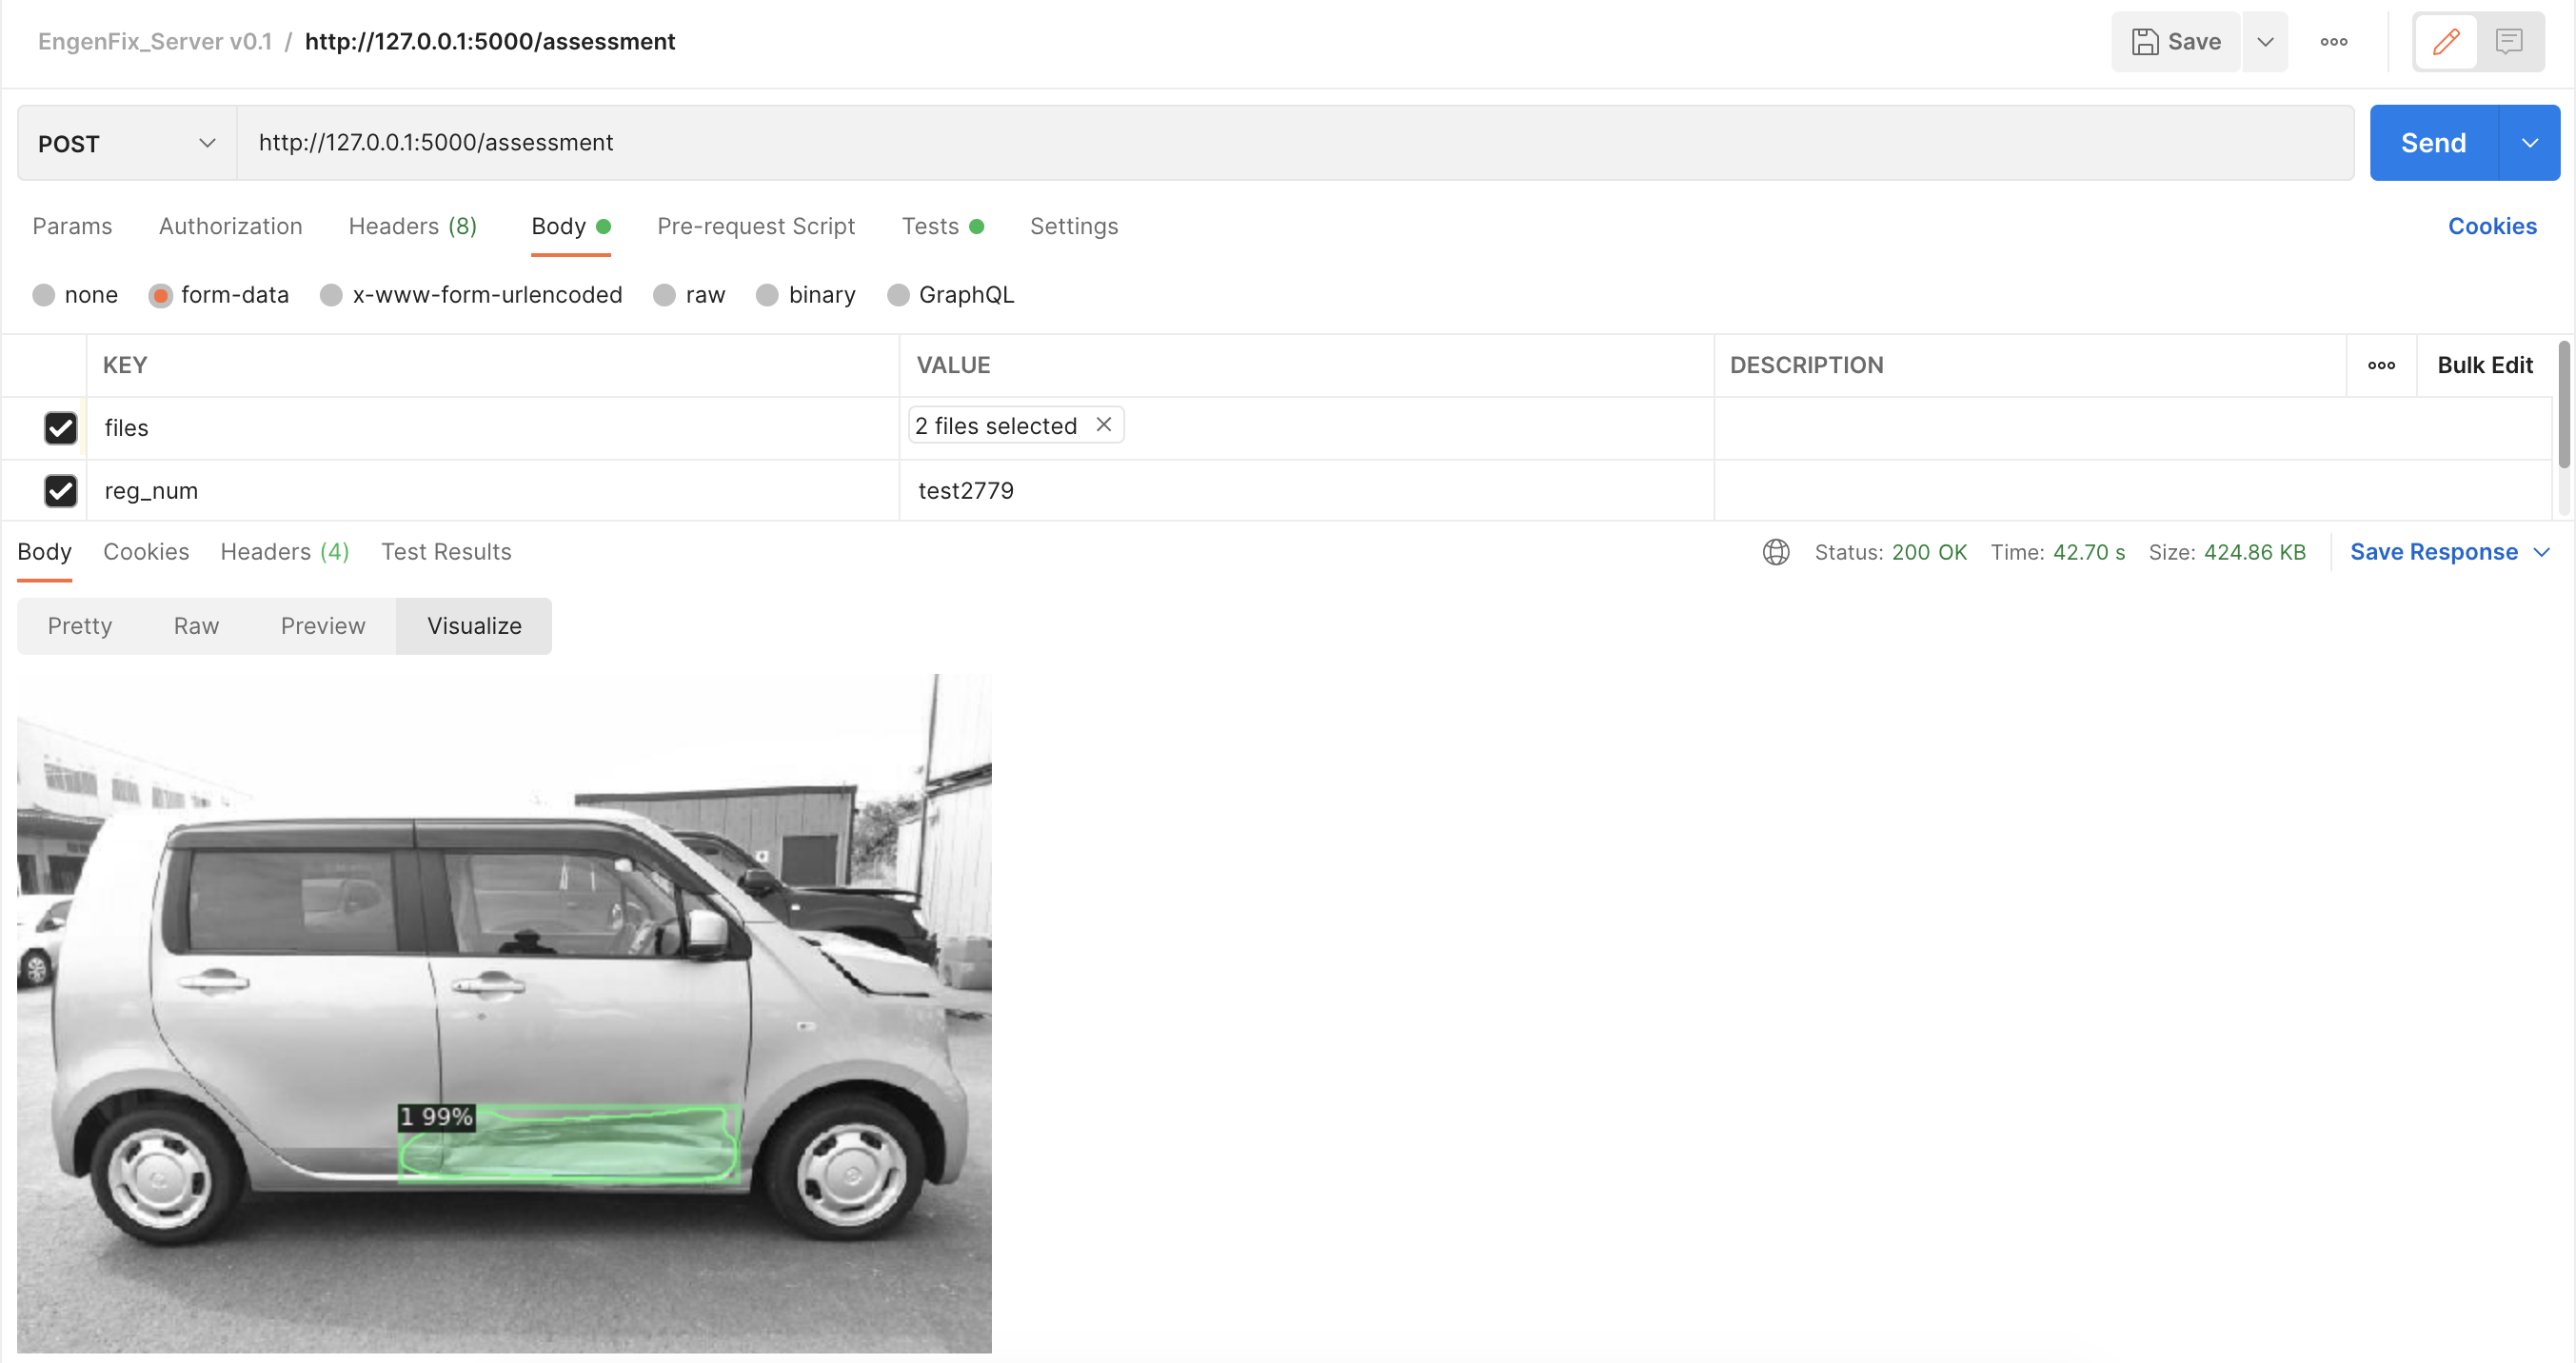 EngenFix_Server v0.1 / http://127.0.0.1:5000/assessment Save
POST http://127.0.0.1:5000/assessment Send
Params Authorization Headers (8) Body Pre-request Script Tests Settings Cookies
none form-data x-www-form-urlencoded raw binary GraphQL
KEY VALUE DESCRIPTION Bulk Edit
files 2 files selected
reg_num test2779
Body Cookies Headers (4) Test Results Status: 200 OK Time: 42.70 s Size: 424.86 KB Save Response
Pretty Raw Preview Visualize
1 99%